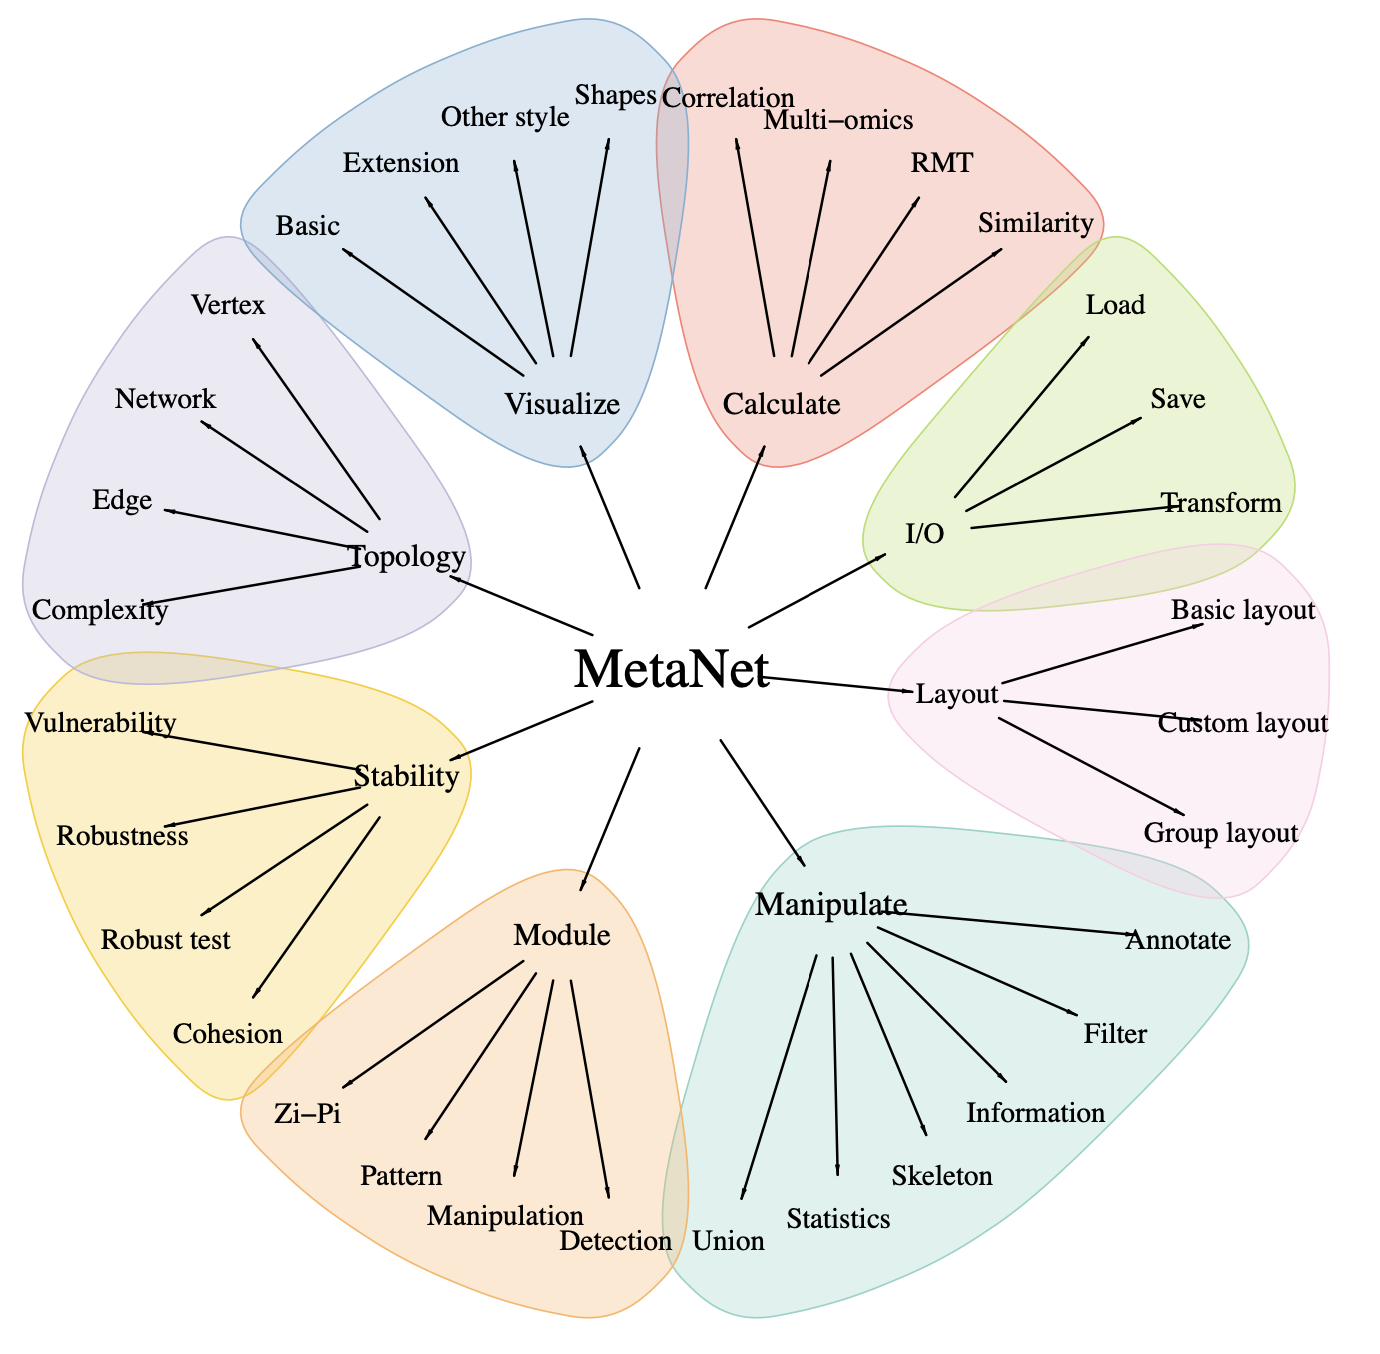 Shapes
Correlation
Other style
Multi−omics
Extension
RMT
Basic
Similarity
Vertex
Load
Network
Visualize
Calculate
Save
Edge
Transform
I/O
Topology
Complexity
Basic layout
MetaNet
Layout
Vulnerability
Custom layout
Stability
Robustness
Group layout
Manipulate
Robust test
Module
Annotate
Cohesion
Filter
Zi−Pi
Information
Pattern
Skeleton
Manipulation
Statistics
Detection
Union